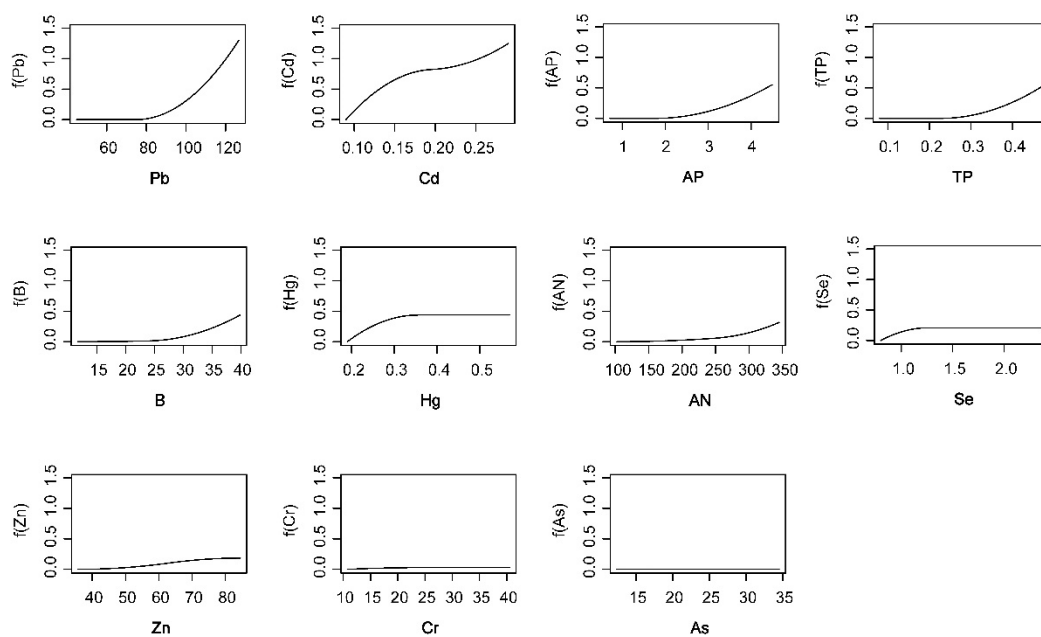 f(Pb)
0.0 0.5 1.0 1.5
60 80 100 120
Pb
f(Cd)
0.0 0.5 1.0 1.5
0.10 0.15 0.20 0.25
Cd
f(AP)
0.0 0.5 1.0 1.5
1 2 3 4
AP
f(TP)
0.0 0.5 1.0 1.5
0.1 0.2 0.3 0.4
TP
f(B)
0.0 0.5 1.0 1.5
15 20 25 30 35 40
B
f(Hg)
0.0 0.5 1.0 1.5
0.2 0.3 0.4 0.5
Hg
f(AN)
0.0 0.5 1.0 1.5
100 150 200 250 300 350
AN
f(Se)
0.0 0.5 1.0 1.5
1.0 1.5 2.0
Se
f(Zn)
0.0 0.5 1.0 1.5
40 50 60 70 80
Zn
f(Cr)
0.0 0.5 1.0 1.5
10 15 20 25 30 35 40
Cr
f(As)
0.0 0.5 1.0 1.5
15 20 25 30 35
As